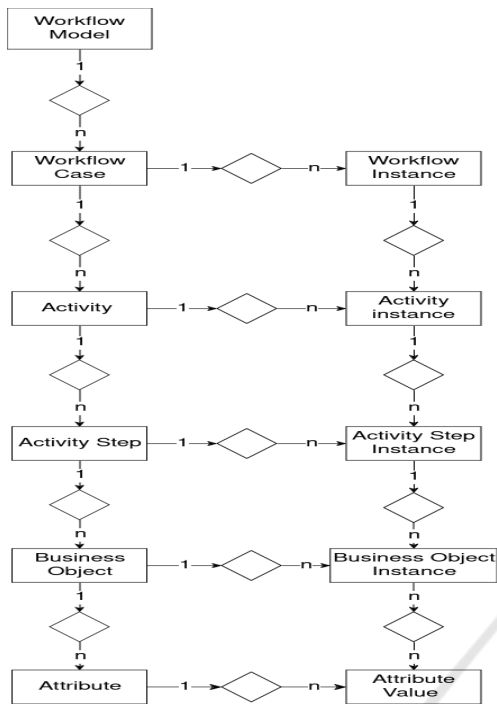 Workflow
Model
1
n
Workflow
Case
1
n
Workflow
Instance
1
1
n
n
Activity
1
n
Activity
instance
1
1
n
n
Activity Step
1
n
Activity Step
Instance
1
1
n
n
Business
Object
1
n
Business Object
Instance
1
n
n
n
Attribute
1
n
Attribute
Value